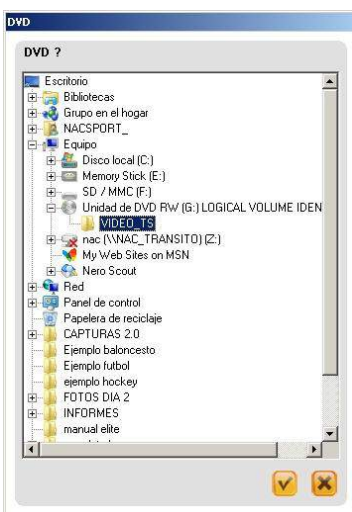 DVD
DVD ?
Escritorio
Bibliotecas
Grupo en el hogar
NACSPORT_
Equipo
Disco local (C:)
Memory Stick (E:)
SD / MMC (F:)
Unidad de DVD RW (G:) LOGICAL VOLUME IDEN
VIDEO_TS
nac (\\NAC_TRANSITO) (Z:)
My Web Sites on MSN
Nero Scout
Red
Panel de control
Papelera de reciclaje
CAPTURAS 2.0
Ejemplo baloncesto
Ejemplo futbol
ejemplo hockey
FOTOS DIA 2
INFORMES
manual elite